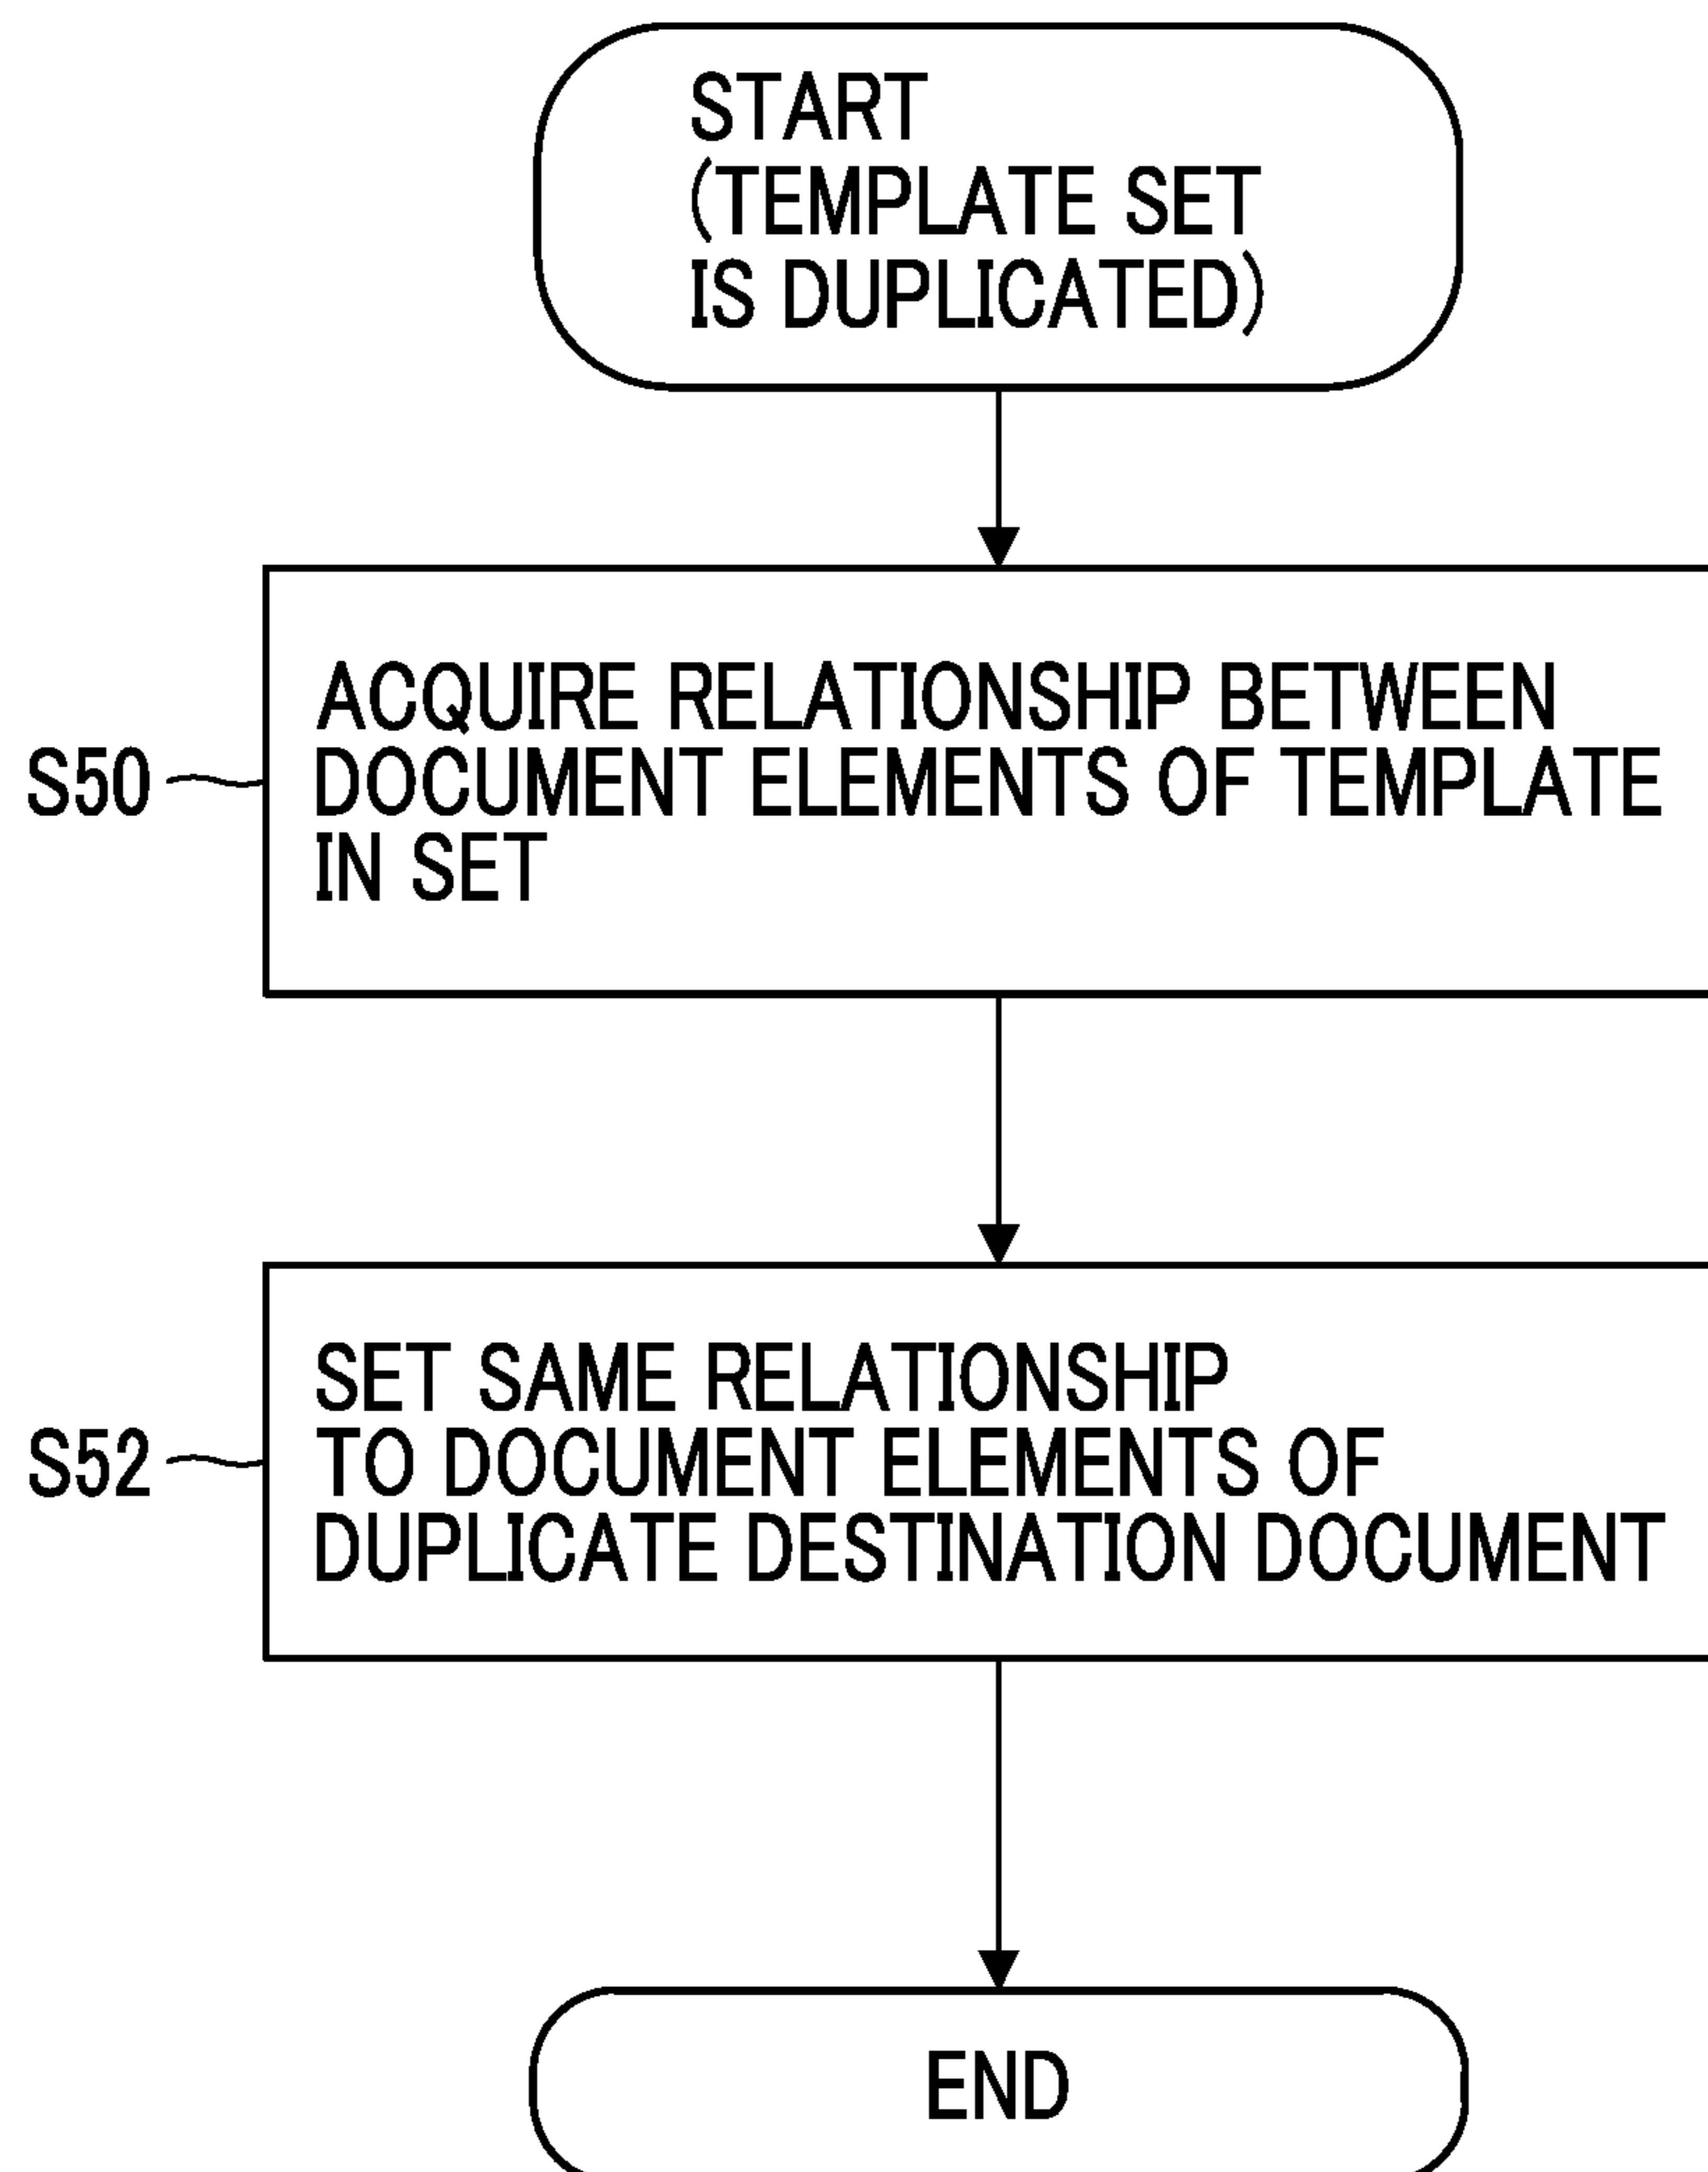 START
(TEMPLATE SET
IS DUPLICATED)
ACQUIRE RELATIONSHIP BETWEEN
S50 DOCUMENT ELEMENTS OF TEMPLATE
IN SET
SET SAME RELATIONSHIP
S52 TO DOCUMENT ELEMENTS OF
DUPLICATE DESTINATION DOCUMENT
END